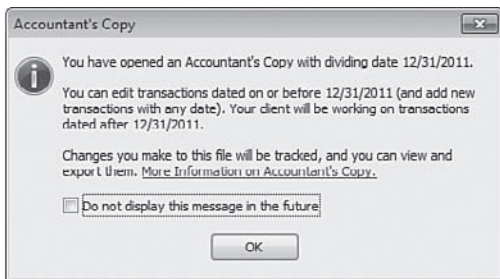 Accountant's Copy
You have opened an Accountant's Copy with dividing date 12/31/2011.
You can edit transactions dated on or before 12/31/2011 (and add new
transactions with any date). Your client will be working on transactions
dated after 12/31/2011.
Changes you make to this file will be tracked, and you can view and
export them. More Information on Accountant's Copy.
Do not display this message in the future
OK